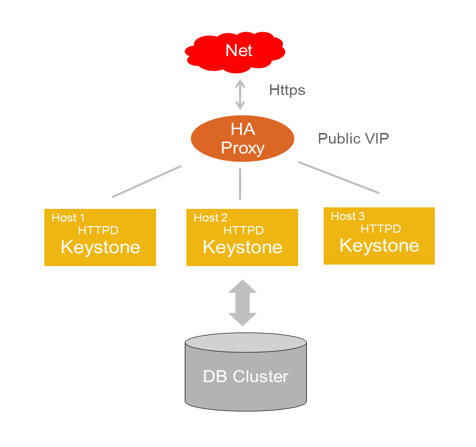 Net
Https
HA
Proxy
Public VIP
Host 1
HTTPD
Keystone
Host 2
HTTPD
Keystone
Host 3
HTTPD
Keystone
DB Cluster